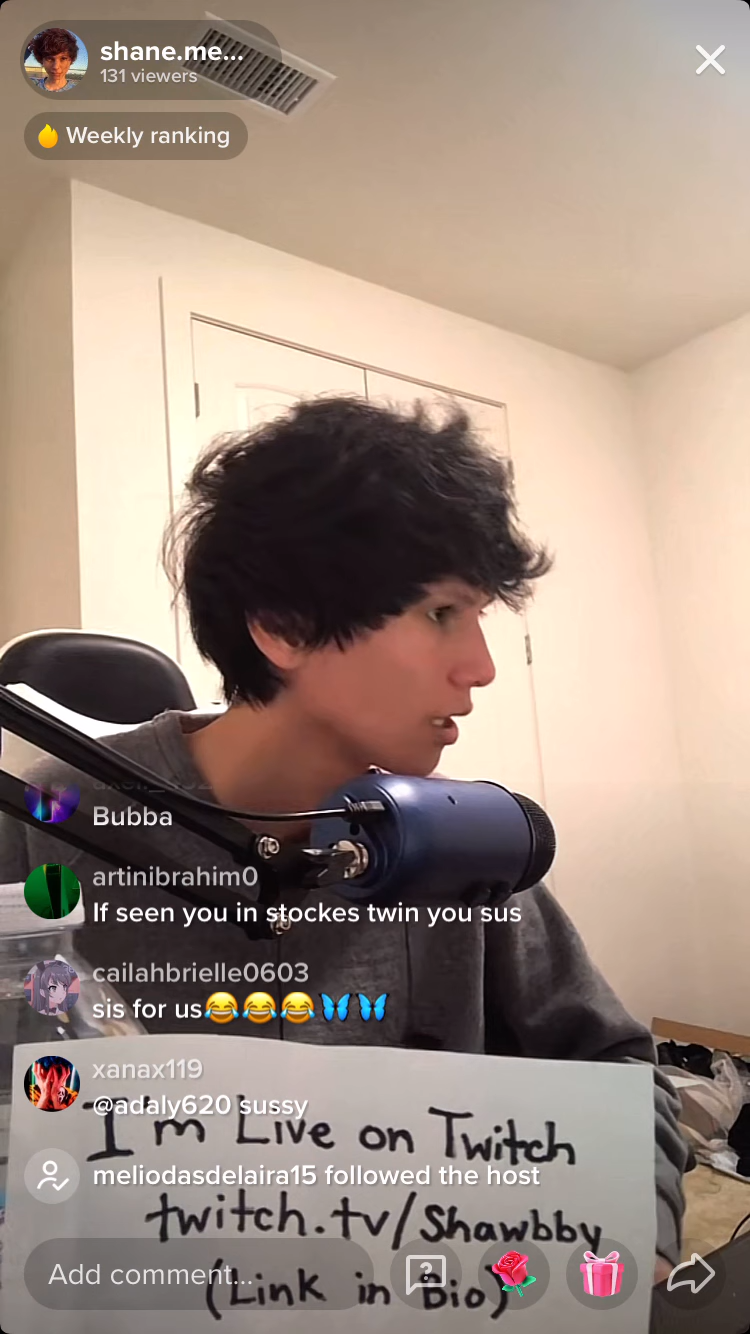 shane.me...
131 viewers
Weekly ranking
Bubba
artinibrahim0
If seen you in stockes twin you sus
cailahbrielle0603
sis for us😂😂😂🦋🦋
xanax119
@adaly620 sussy
I'm Live on Twitch
meliodasdelaira15 followed the host
twitch.tv/Shawbby
Add comment...
(Link in Bio)